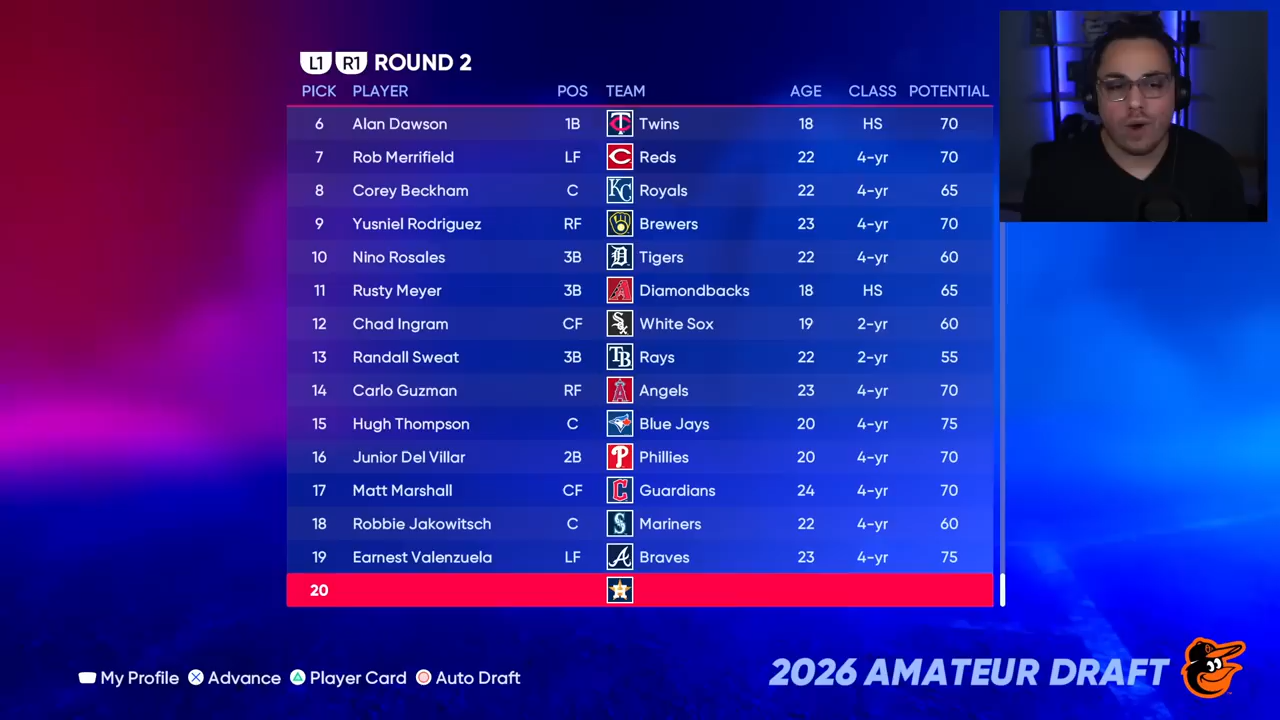 L1 R1 ROUND 2
PICK PLAYER POS TEAM AGE CLASS POTENTIAL
6 Alan Dawson 1B Twins 18 HS 70
7 Rob Merrifield LF Reds 22 4-yr 70
8 Corey Beckham C KC Royals 22 4-yr 65
9 Yusniel Rodriguez RF Brewers 23 4-yr 70
10 Nino Rosales 3B Tigers 22 4-yr 60
11 Rusty Meyer 3B Diamondbacks 18 HS 65
12 Chad Ingram CF White Sox 19 2-yr 60
13 Randall Sweat 3B TB Rays 22 2-yr 55
14 Carlo Guzman RF Angels 23 4-yr 70
15 Hugh Thompson C Blue Jays 20 4-yr 75
16 Junior Del Villar 2B P Phillies 20 4-yr 70
17 Matt Marshall CF C Guardians 24 4-yr 70
18 Robbie Jakowitsch C Mariners 22 4-yr 60
19 Earnest Valenzuela LF A Braves 23 4-yr 75
20
My Profile Advance Player Card Auto Draft
2026 AMATEUR DRAFT